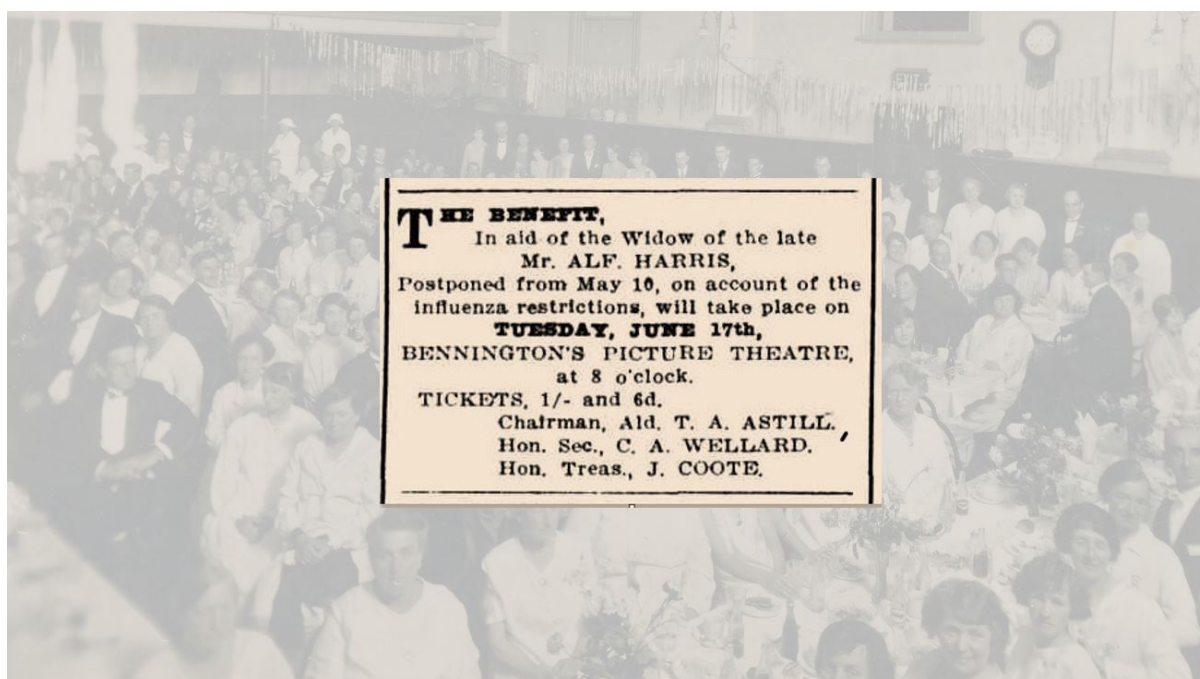 EXIT
THE BENEFIT,
In aid of the Widow of the late
Mr. ALF. HARRIS,
Postponed from May 10, on account of the
influenza restrictions, will take place on
TUESDAY, JUNE 17th,
BENNINGTON'S PICTURE THEATRE,
at 8 o'clock.
TICKETS, 1/- and 6d.
Chairman, Ald. T. A. ASTILL.
Hon. Sec., C. A. WELLARD.
Hon. Treas., J. COOTE.